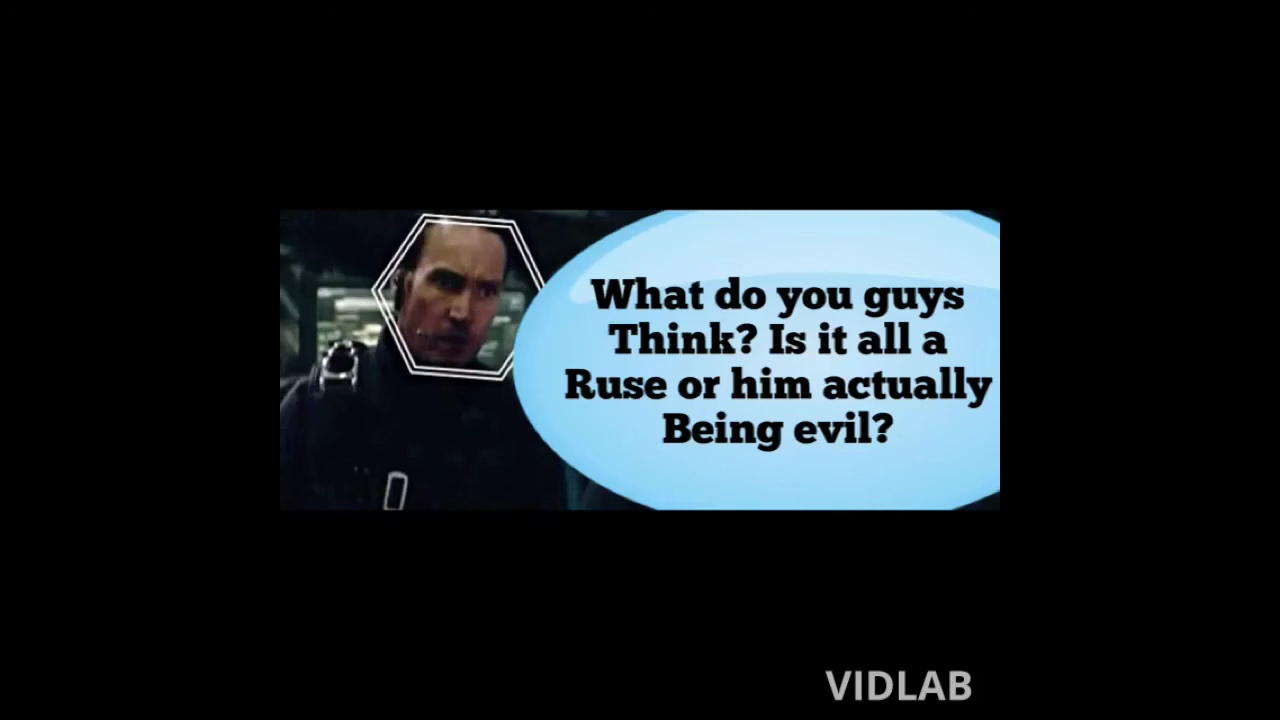 What do you guys
Think? Is it all a
Ruse or him actually
Being evil?
VIDLAB